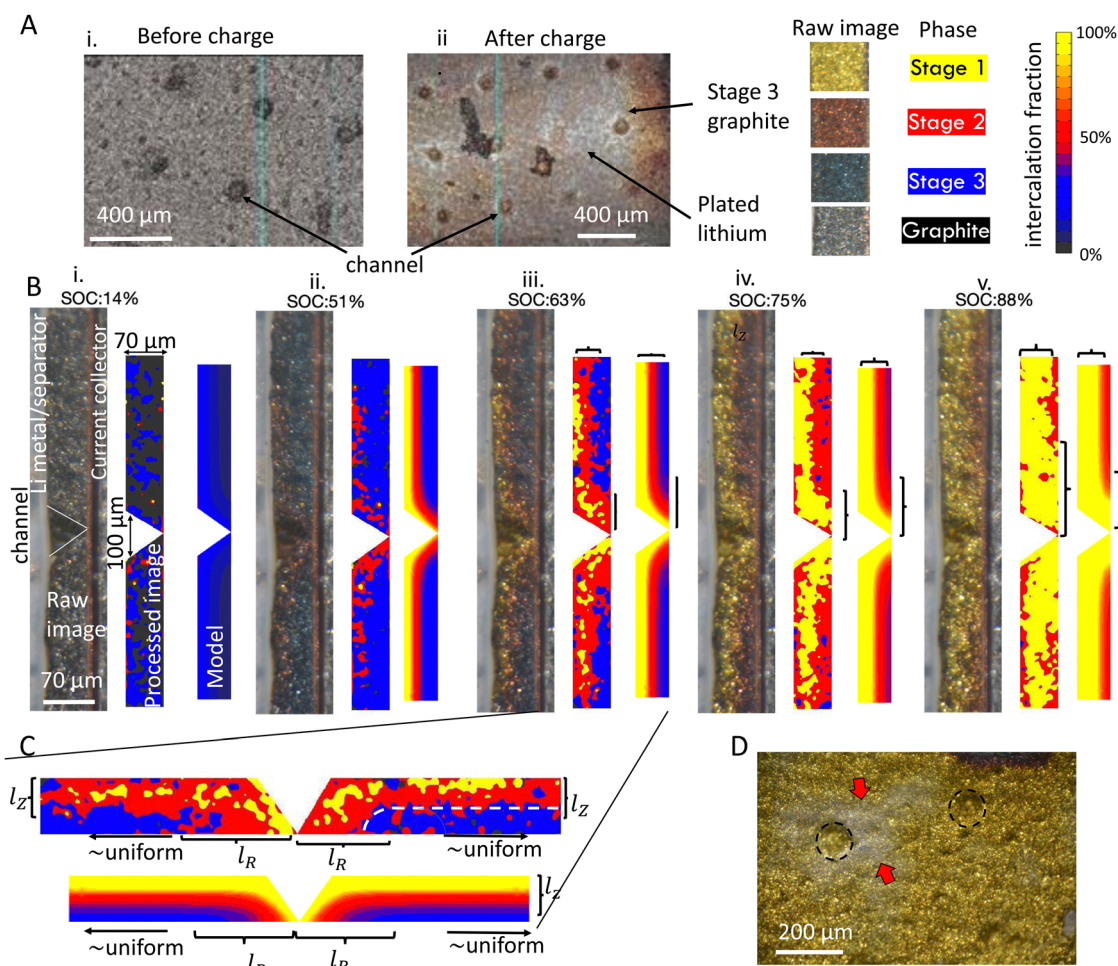 A
i.
Before charge
400 µm
ii
After charge
400 µm
channel
Stage 3
graphite
Plated
lithium
Raw image
Phase
Stage 1
Stage 2
Stage 3
Graphite
100%
50%
0%
intercalation fraction
B
i.
SOC:14%
ii.
SOC:51%
iii.
SOC:63%
iv.
SOC:75%
v.
SOC:88%
channel
Li metal/separator
Current collector
70 µm
100 µm
Raw
image
70 µm
Processed image
Model
l_Z
C
l_Z
l_Z
~uniform
l_R
l_R
~uniform
l_Z
~uniform
l_R
l_R
~uniform
D
200 µm